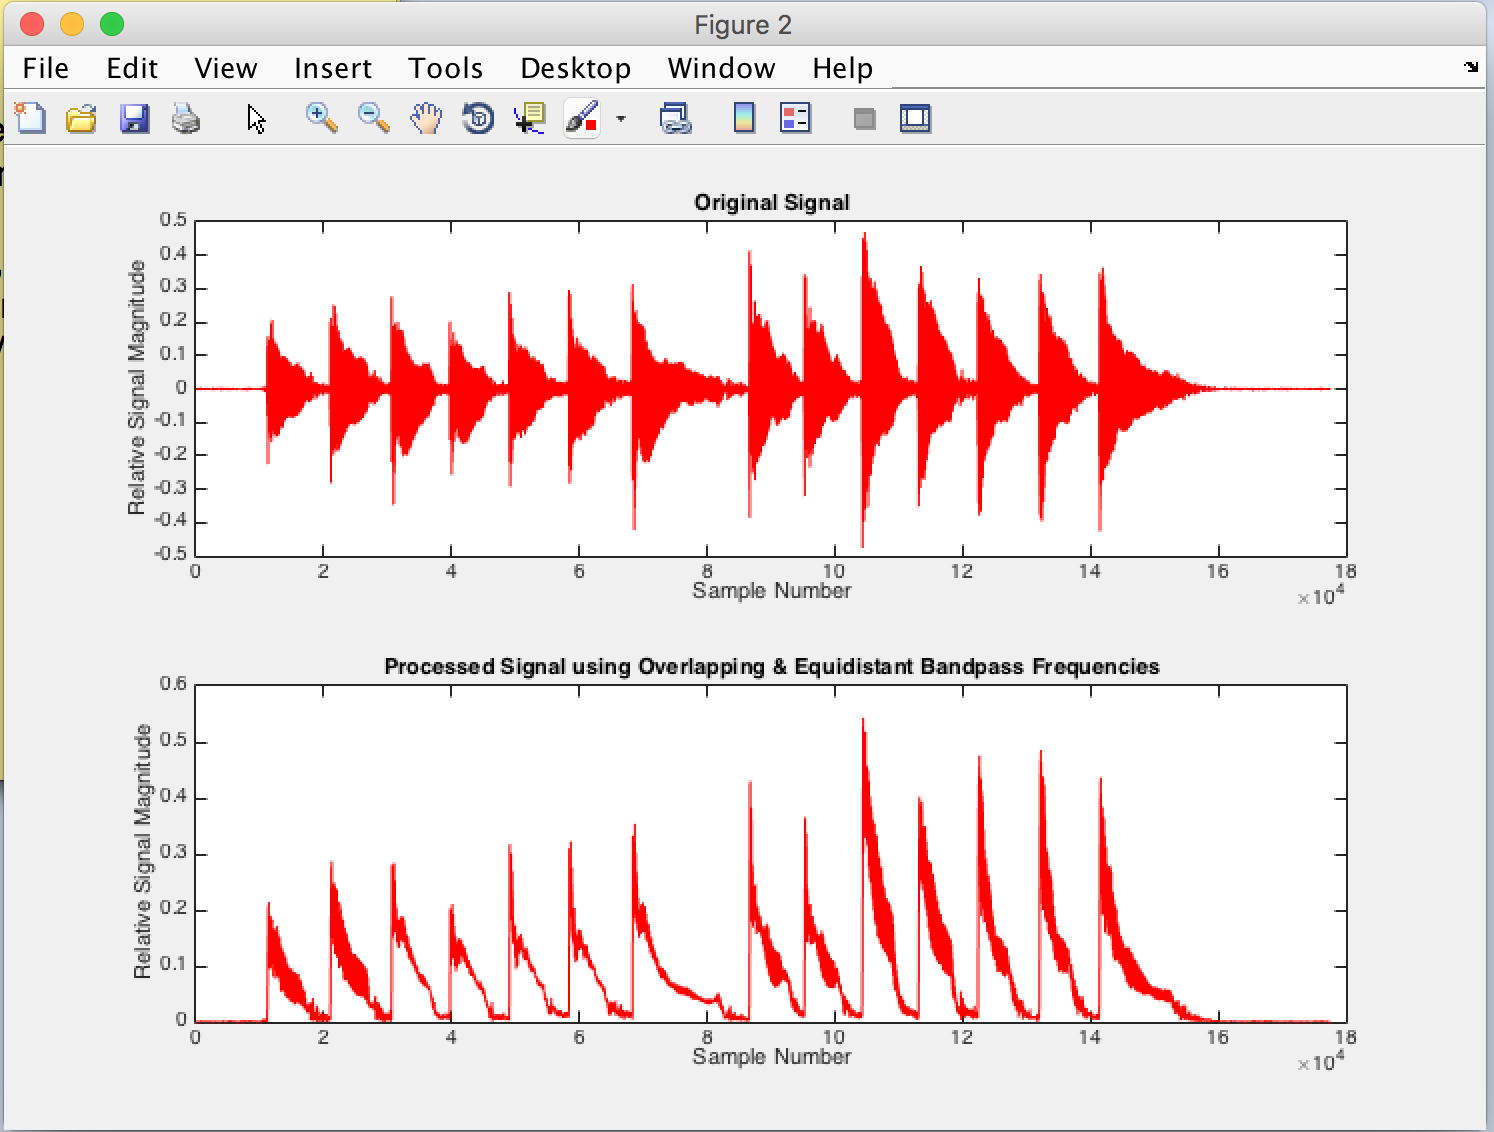 Figure 2
File Edit View Insert Tools Desktop Window Help
Original Signal
Relative Signal Magnitude
0.5
0.4
0.3
0.2
0.1
0
-0.1
-0.2
-0.3
-0.4
-0.5
0 2 4 6 8 10 12 14 16 18
Sample Number
×10^4
Processed Signal using Overlapping & Equidistant Bandpass Frequencies
Relative Signal Magnitude
0.6
0.5
0.4
0.3
0.2
0.1
0
0 2 4 6 8 10 12 14 16 18
Sample Number
×10^4